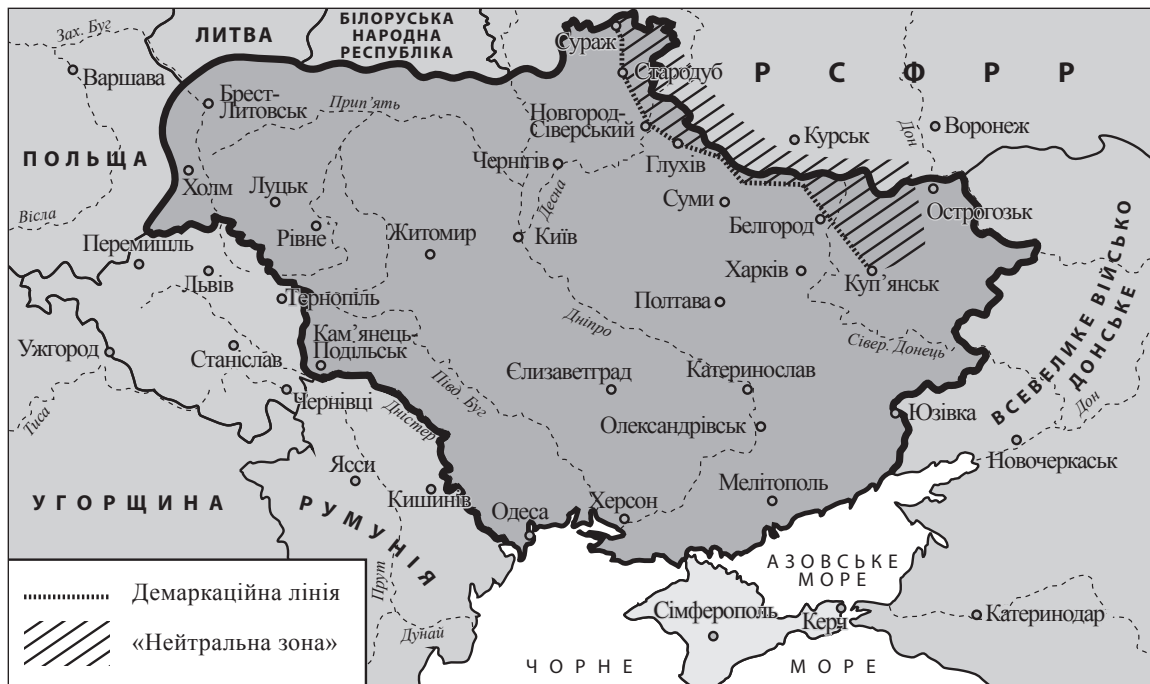 Зах. Буг
ЛИТВА
БІЛОРУСЬКА
НАРОДНА
РЕСПУБЛІКА
Сураж
Варшава
Стародуб
РСФРР
Брест-
Литовськ
Прип’ять
Новгород-
Сіверський
Курськ
Дон
Воронеж
ПОЛЬЩА
Чернігів
Глухів
Холм
Луцьк
Десна
Суми
Острогозьк
Вісла
Рівне
Житомир
Київ
Белгород
Перемишль
Львів
Харків
Куп’янськ
Тернопіль
Полтава
ВСЕВЕЛИКЕ ВІЙСЬКО
ДОНСЬКЕ
Дніпро
Сівер. Донець
Ужгород
Станіслав
Кам’янець-
Подільськ
Півд. Буг
Єлизаветград
Катеринослав
Тиса
Чернівці
Дністер
Олександрівськ
Юзівка
Дон
Новочеркаськ
Ясси
Кишинів
Мелітополь
УГОРЩИНА
РУМУНІЯ
Одеса
Херсон
АЗОВСЬКЕ
МОРЕ
Прут
Сімферополь
Керч
Катеринодар
Дунай
ЧОРНЕ МОРЕ
Демаркаційна лінія
«Нейтральна зона»